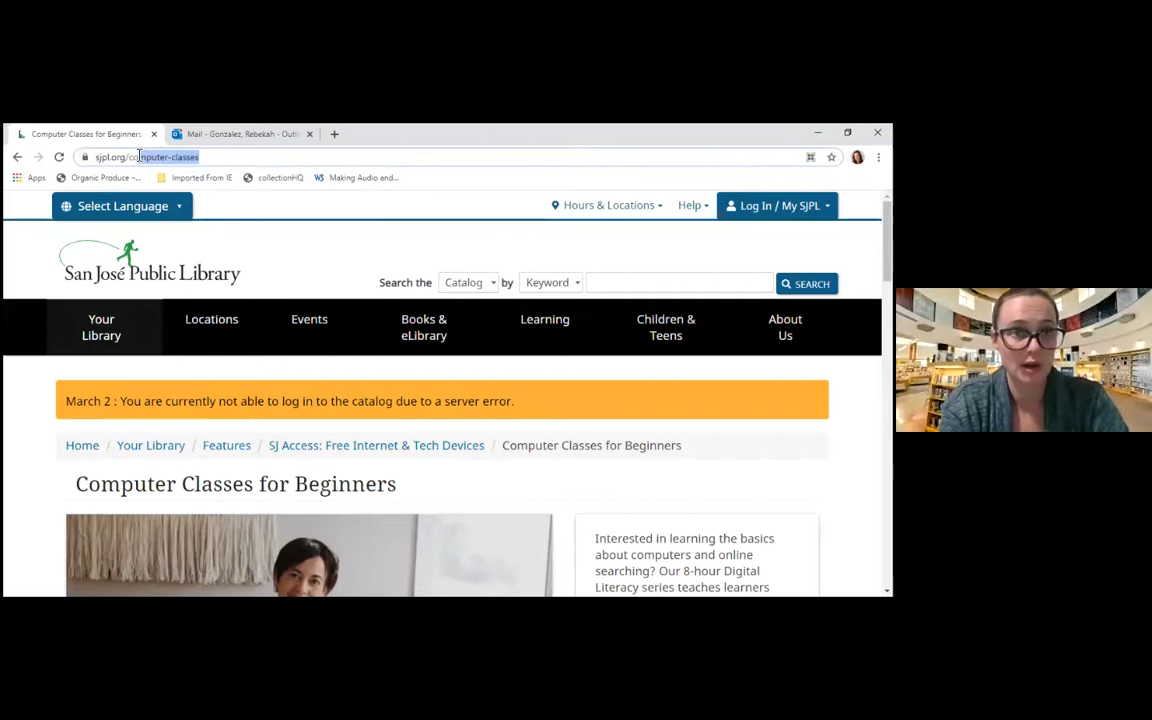 Computer Classes for Beginners
Mail - Gonzalez, Rebekah - Outl
sjpl.org/computer-classes
Apps
Organic Produce –...
Imported From IE
collectionHQ
Making Audio and...
Select Language
Hours & Locations
Help
Log In / My SJPL
San José Public Library
Search the
Catalog
by
Keyword
SEARCH
Your
Library
Locations
Events
Books &
eLibrary
Learning
Children &
Teens
About
Us
March 2 : You are currently not able to log in to the catalog due to a server error.
Home / Your Library / Features / SJ Access: Free Internet & Tech Devices / Computer Classes for Beginners
Computer Classes for Beginners
Interested in learning the basics
about computers and online
searching? Our 8-hour Digital
Literacy series teaches learners